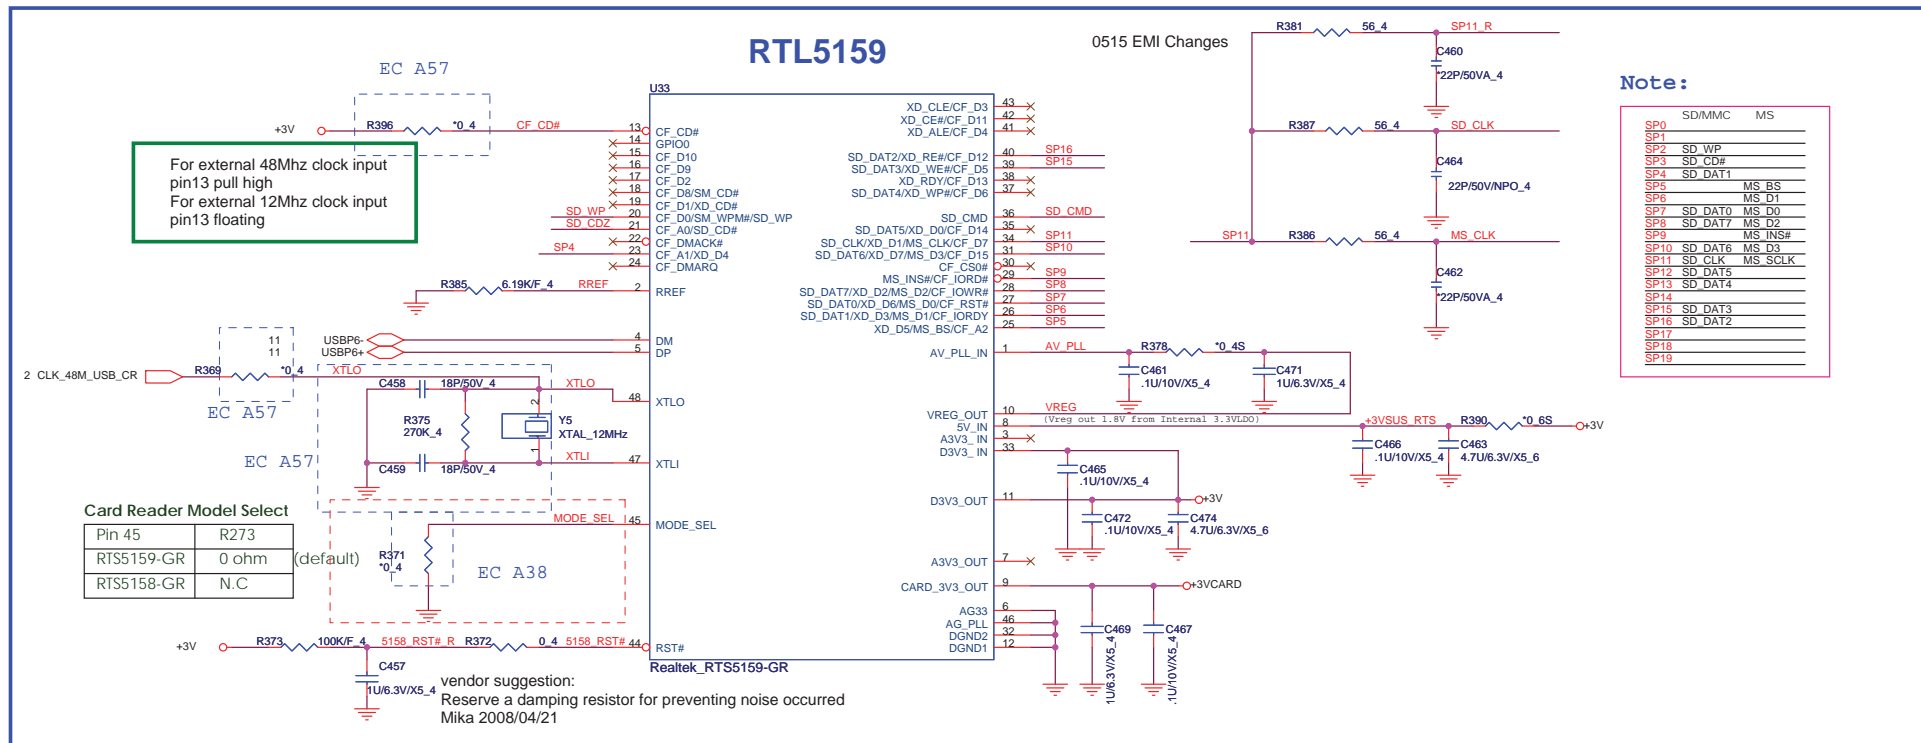 RTL5159
0515 EMI Changes
EC A57
+3V
R396
*0_4
CF_CD#
For external 48Mhz clock input
pin13 pull high
For external 12Mhz clock input
pin13 floating
U33
13 CF_CD#
14 GPIO0
15 CF_D10
16 CF_D9
17 CF_D2
18 CF_D8/SM_CD#
19 CF_D1/XD_CD#
SD_WP 20 CF_D0/SM_WPM#/SD_WP
SD_CDZ 21 CF_A0/SD_CD#
22 CF_DMACK#
SP4 23 CF_A1/XD_D4
24 CF_DMARQ
R385 6.19K/F_4 RREF 2 RREF
USBP6- 4 DM
USBP6+ 5 DP
11
11
2 CLK_48M_USB_CR R369 *0_4 XTLO
EC A57
C458 18P/50V_4 XTLO
48 XTLO
R375
270K_4
2
Y5
XTAL_12MHz
1
EC A57
C459 18P/50V_4 XTLI 47 XTLI
Card Reader Model Select
Pin 45 R273
RTS5159-GR 0 ohm (default)
RTS5158-GR N.C
MODE_SEL 45 MODE_SEL
R371
*0_4
EC A38
+3V R373 100K/F_4 5158_RST#_R R372 0_4 5158_RST# 44 RST#
C457
1U/6.3V/X5_4
Realtek_RTS5159-GR
vendor suggestion:
Reserve a damping resistor for preventing noise occurred
Mika 2008/04/21
XD_CLE/CF_D3 43
XD_CE#/CF_D11 42
XD_ALE/CF_D4 41
SD_DAT2/XD_RE#/CF_D12 40 SP16
SD_DAT3/XD_WE#/CF_D5 39 SP15
XD_RDY/CF_D13 38
SD_DAT4/XD_WP#/CF_D6 37
SD_CMD 36 SD_CMD
SD_DAT5/XD_D0/CF_D14 35
SD_CLK/XD_D1/MS_CLK/CF_D7 34 SP11
SD_DAT6/XD_D7/MS_D3/CF_D15 31 SP10
CF_CS0# 30
MS_INS#/CF_IORD# 29 SP9
SD_DAT7/XD_D2/MS_D2/CF_IOWR# 28 SP8
SD_DAT0/XD_D6/MS_D0/CF_RST# 27 SP7
SD_DAT1/XD_D3/MS_D1/CF_IORDY 26 SP6
XD_D5/MS_BS/CF_A2 25 SP5
AV_PLL_IN 1 AV_PLL R378 *0_4S
C461
.1U/10V/X5_4
C471
1U/6.3V/X5_4
VREG_OUT 10 VREG
(Vreg out 1.8V from Internal 3.3VLDO)
5V_IN 8 +3VSUS_RTS R390 *0_6S +3V
A3V3_ IN 3
D3V3_ IN 33
C466
.1U/10V/X5_4
C463
4.7U/6.3V/X5_6
C465
.1U/10V/X5_4
D3V3_OUT 11 +3V
C472
.1U/10V/X5_4
C474
4.7U/6.3V/X5_6
A3V3_OUT 7
CARD_3V3_OUT 9 +3VCARD
AG33 6
AG_PLL 46
DGND2 32
DGND1 12
C469
1U/6.3V/X5_4
C467
.1U/10V/X5_4
R381 56_4 SP11_R
C460
*22P/50VA_4
R387 56_4 SD_CLK
C464
22P/50V/NPO_4
SP11 R386 56_4 MS_CLK
C462
*22P/50VA_4
Note:
SD/MMC MS
SP0
SP1
SP2 SD_WP
SP3 SD_CD#
SP4 SD_DAT1
SP5 MS_BS
SP6 MS_D1
SP7 SD_DAT0 MS_D0
SP8 SD_DAT7 MS_D2
SP9 MS_INS#
SP10 SD_DAT6 MS_D3
SP11 SD_CLK MS_SCLK
SP12 SD_DAT5
SP13 SD_DAT4
SP14
SP15 SD_DAT3
SP16 SD_DAT2
SP17
SP18
SP19